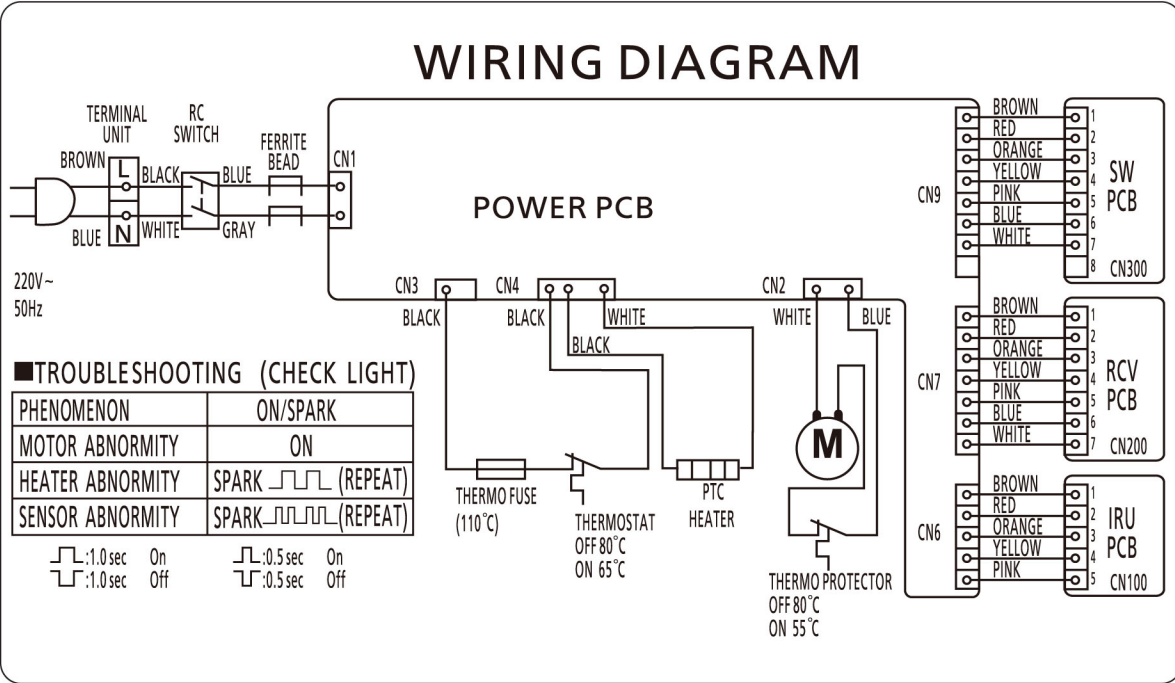 WIRING DIAGRAM
TERMINAL UNIT
RC SWITCH
FERRITE BEAD
BROWN
L
BLACK
BLUE
CN1
BLUE
N
WHITE
GRAY
220V~
50Hz
POWER PCB
CN3
CN4
CN2
BLACK
BLACK
WHITE
BLACK
WHITE
BLUE
THERMO FUSE
(110°C)
THERMOSTAT
OFF 80°C
ON 65°C
PTC
HEATER
M
THERMO PROTECTOR
OFF 80°C
ON 55°C
CN9
BROWN 1
RED 2
ORANGE 3
YELLOW 4
PINK 5
BLUE 6
WHITE 7
8
SW
PCB
CN300
CN7
BROWN 1
RED 2
ORANGE 3
YELLOW 4
PINK 5
BLUE 6
WHITE 7
RCV
PCB
CN200
CN6
BROWN 1
RED 2
ORANGE 3
YELLOW 4
PINK 5
IRU
PCB
CN100
■TROUBLESHOOTING (CHECK LIGHT)
PHENOMENON ON/SPARK
MOTOR ABNORMITY ON
HEATER ABNORMITY SPARK (REPEAT)
SENSOR ABNORMITY SPARK (REPEAT)
:1.0 sec On :0.5 sec On
:1.0 sec Off :0.5 sec Off